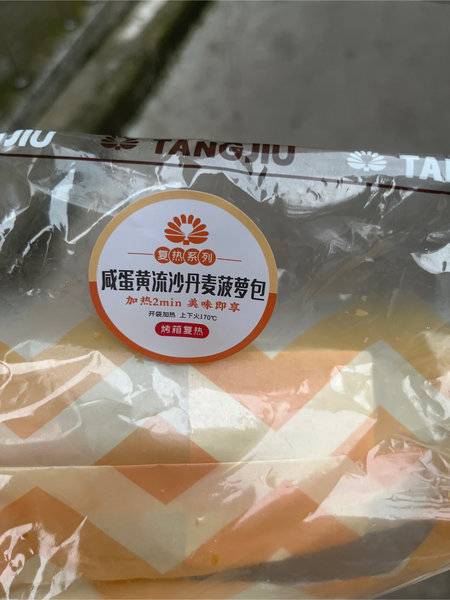 TANGJIU
TANG
JIU
复热系列
咸蛋黄流沙丹麦菠萝包
加热2min 美味即享
开袋加热 上下火170℃
烤箱复热